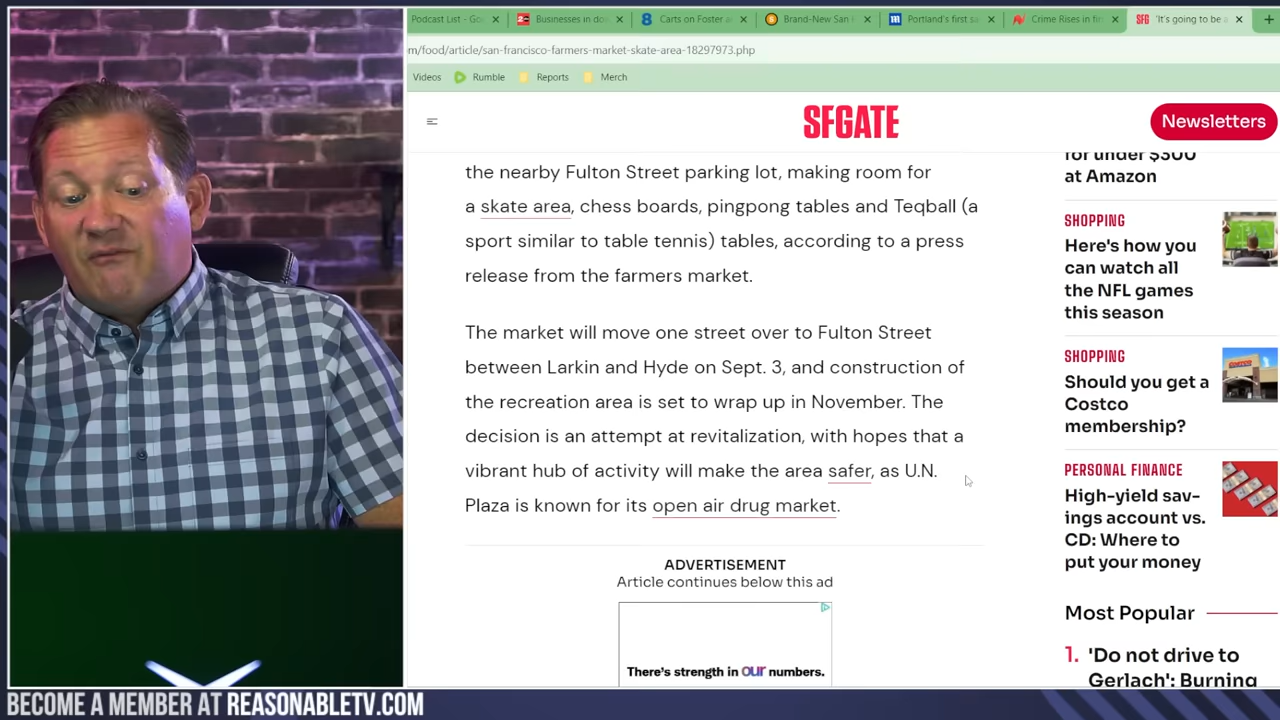 Podcast List - Go
Businesses in do
Carts on Foster a
Brand-New San
Portland's first sa
Crime Rises in fir
SFG
'It's going to be
m/food/article/san-francisco-farmers-market-skate-area-18297973.php
Videos
Rumble
Reports
Merch
SFGATE
Newsletters
the nearby Fulton Street parking lot, making room for
a skate area, chess boards, pingpong tables and Teqball (a
sport similar to table tennis) tables, according to a press
release from the farmers market.
The market will move one street over to Fulton Street
between Larkin and Hyde on Sept. 3, and construction of
the recreation area is set to wrap up in November. The
decision is an attempt at revitalization, with hopes that a
vibrant hub of activity will make the area safer, as U.N.
Plaza is known for its open air drug market.
ADVERTISEMENT
Article continues below this ad
There's strength in our numbers.
for under $300
at Amazon
SHOPPING
Here's how you
can watch all
the NFL games
this season
SHOPPING
Should you get a
Costco
membership?
PERSONAL FINANCE
High-yield sav-
ings account vs.
CD: Where to
put your money
Most Popular
1. 'Do not drive to
Gerlach': Burning
BECOME A MEMBER AT REASONABLETV.COM